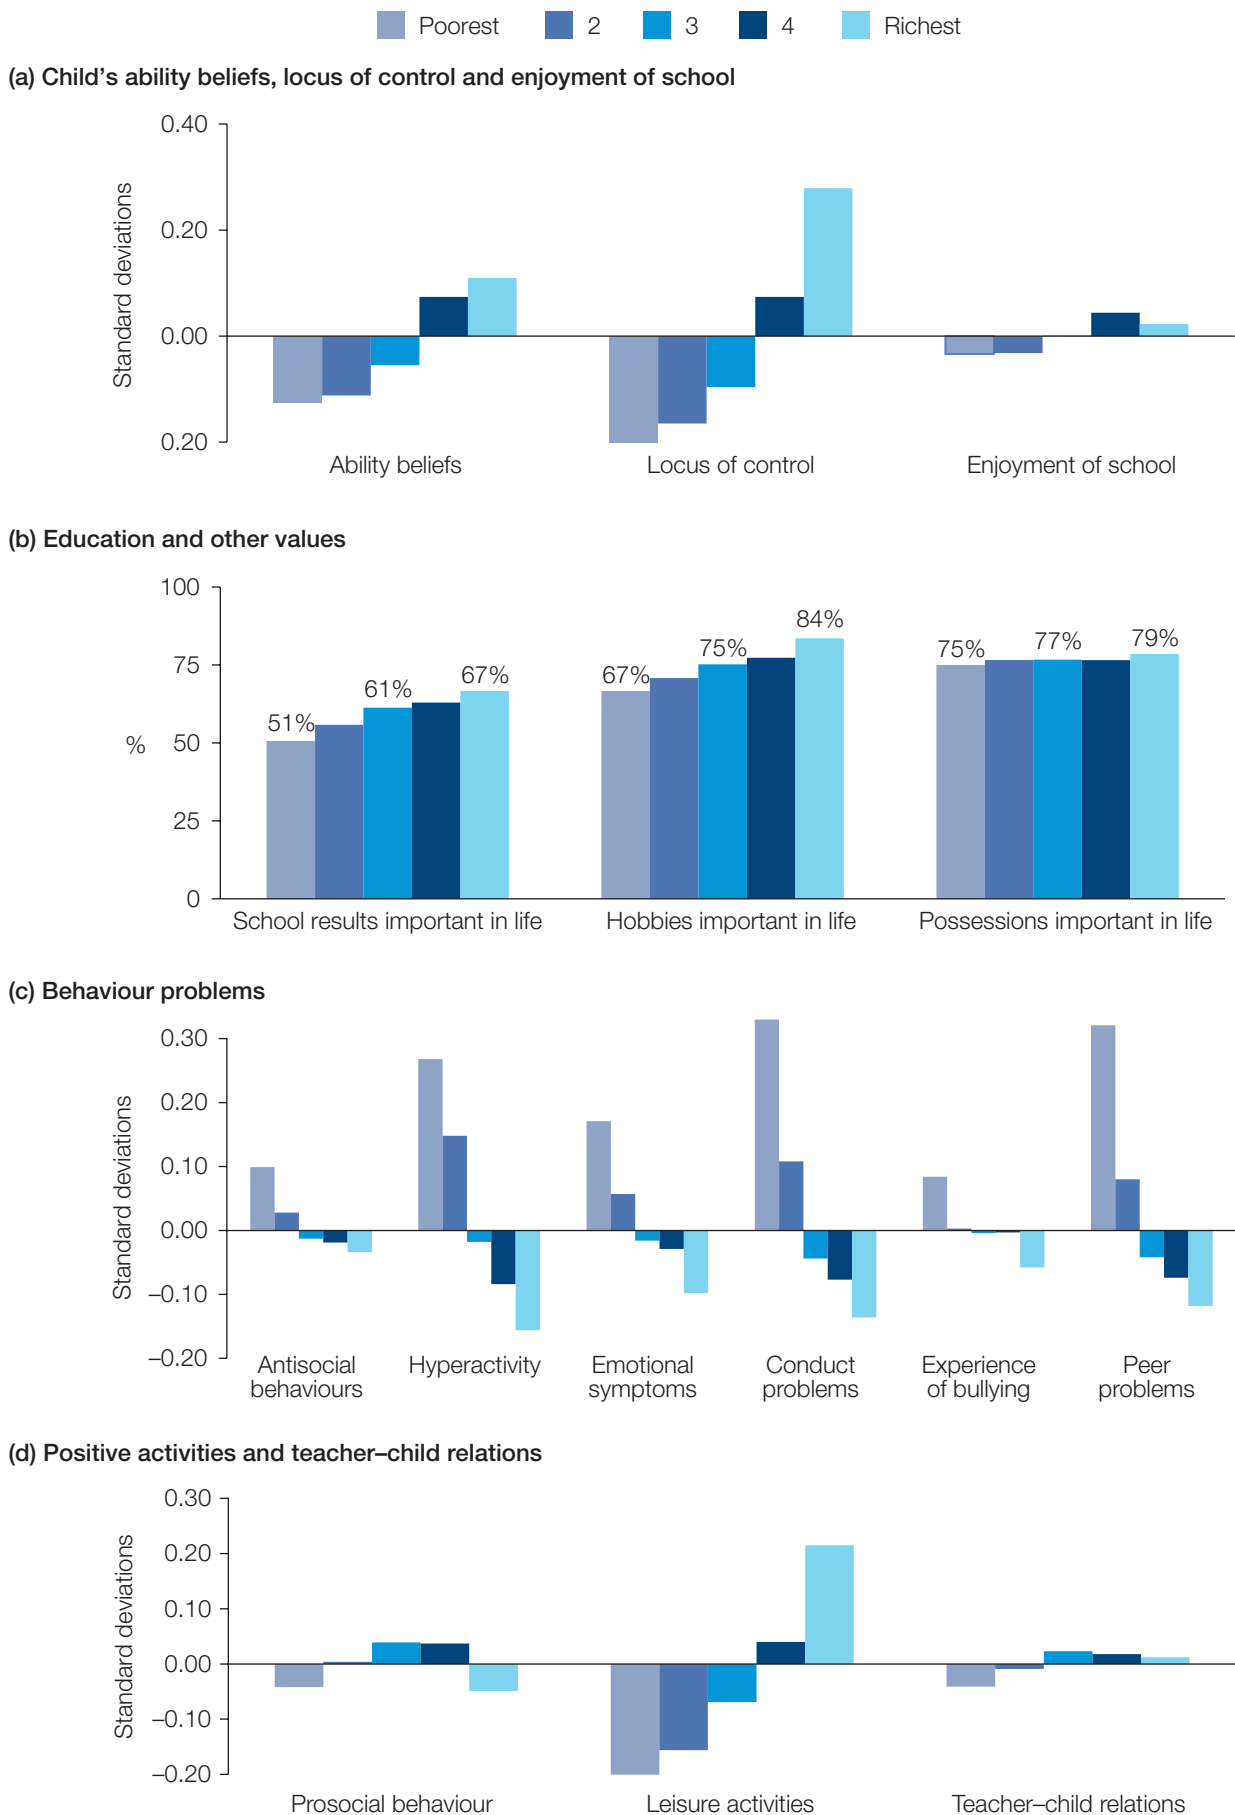 Poorest 2 3 4 Richest
(a) Child's ability beliefs, locus of control and enjoyment of school
Standard deviations
0.40
0.20
0.00
0.20
Ability beliefs Locus of control Enjoyment of school
(b) Education and other values
%
100
75
50
25
0
51% 61% 67% 67% 75% 84% 75% 77% 79%
School results important in life Hobbies important in life Possessions important in life
(c) Behaviour problems
Standard deviations
0.30
0.20
0.10
0.00
–0.10
–0.20
Antisocial behaviours Hyperactivity Emotional symptoms Conduct problems Experience of bullying Peer problems
(d) Positive activities and teacher–child relations
Standard deviations
0.30
0.20
0.10
0.00
–0.10
–0.20
Prosocial behaviour Leisure activities Teacher–child relations